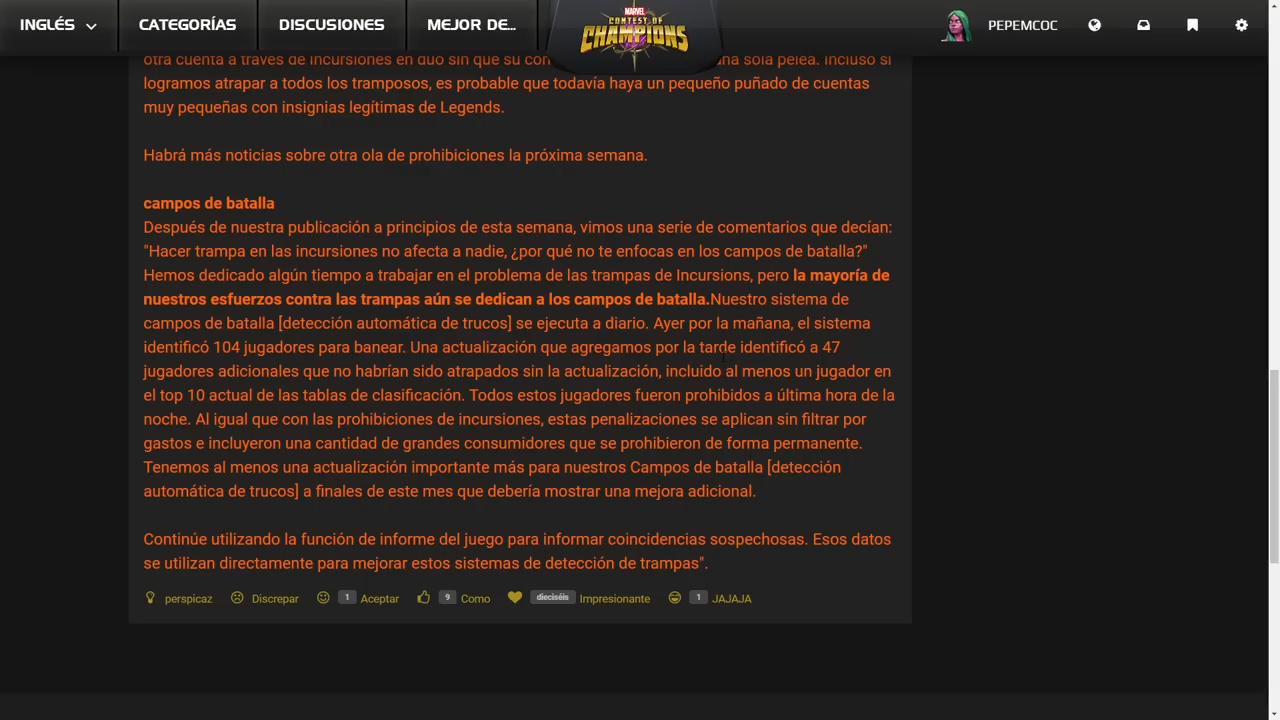 INGLÉS CATEGORÍAS DISCUSIONES MEJOR DE... MARVEL CONTEST OF CHAMPIONS PEPEMCOC
otra cuenta a través de incursiones en dúo sin que su una sola pelea. Incluso si
logramos atrapar a todos los tramposos, es probable que todavía haya un pequeño puñado de cuentas
muy pequeñas con insignias legítimas de Legends.
Habrá más noticias sobre otra ola de prohibiciones la próxima semana.
campos de batalla
Después de nuestra publicación a principios de esta semana, vimos una serie de comentarios que decían:
"Hacer trampa en las incursiones no afecta a nadie, ¿por qué no te enfocas en los campos de batalla?"
Hemos dedicado algún tiempo a trabajar en el problema de las trampas de Incursions, pero la mayoría de
nuestros esfuerzos contra las trampas aún se dedican a los campos de batalla.Nuestro sistema de
campos de batalla [detección automática de trucos] se ejecuta a diario. Ayer por la mañana, el sistema
identificó 104 jugadores para banear. Una actualización que agregamos por la tarde identificó a 47
jugadores adicionales que no habrían sido atrapados sin la actualización, incluido al menos un jugador en
el top 10 actual de las tablas de clasificación. Todos estos jugadores fueron prohibidos a última hora de la
noche. Al igual que con las prohibiciones de incursiones, estas penalizaciones se aplican sin filtrar por
gastos e incluyeron una cantidad de grandes consumidores que se prohibieron de forma permanente.
Tenemos al menos una actualización importante más para nuestros Campos de batalla [detección
automática de trucos] a finales de este mes que debería mostrar una mejora adicional.
Continúe utilizando la función de informe del juego para informar coincidencias sospechosas. Esos datos
se utilizan directamente para mejorar estos sistemas de detección de trampas".
perspicaz Discrepar 1 Aceptar 9 Como dieciséis Impresionante 1 JAJAJA